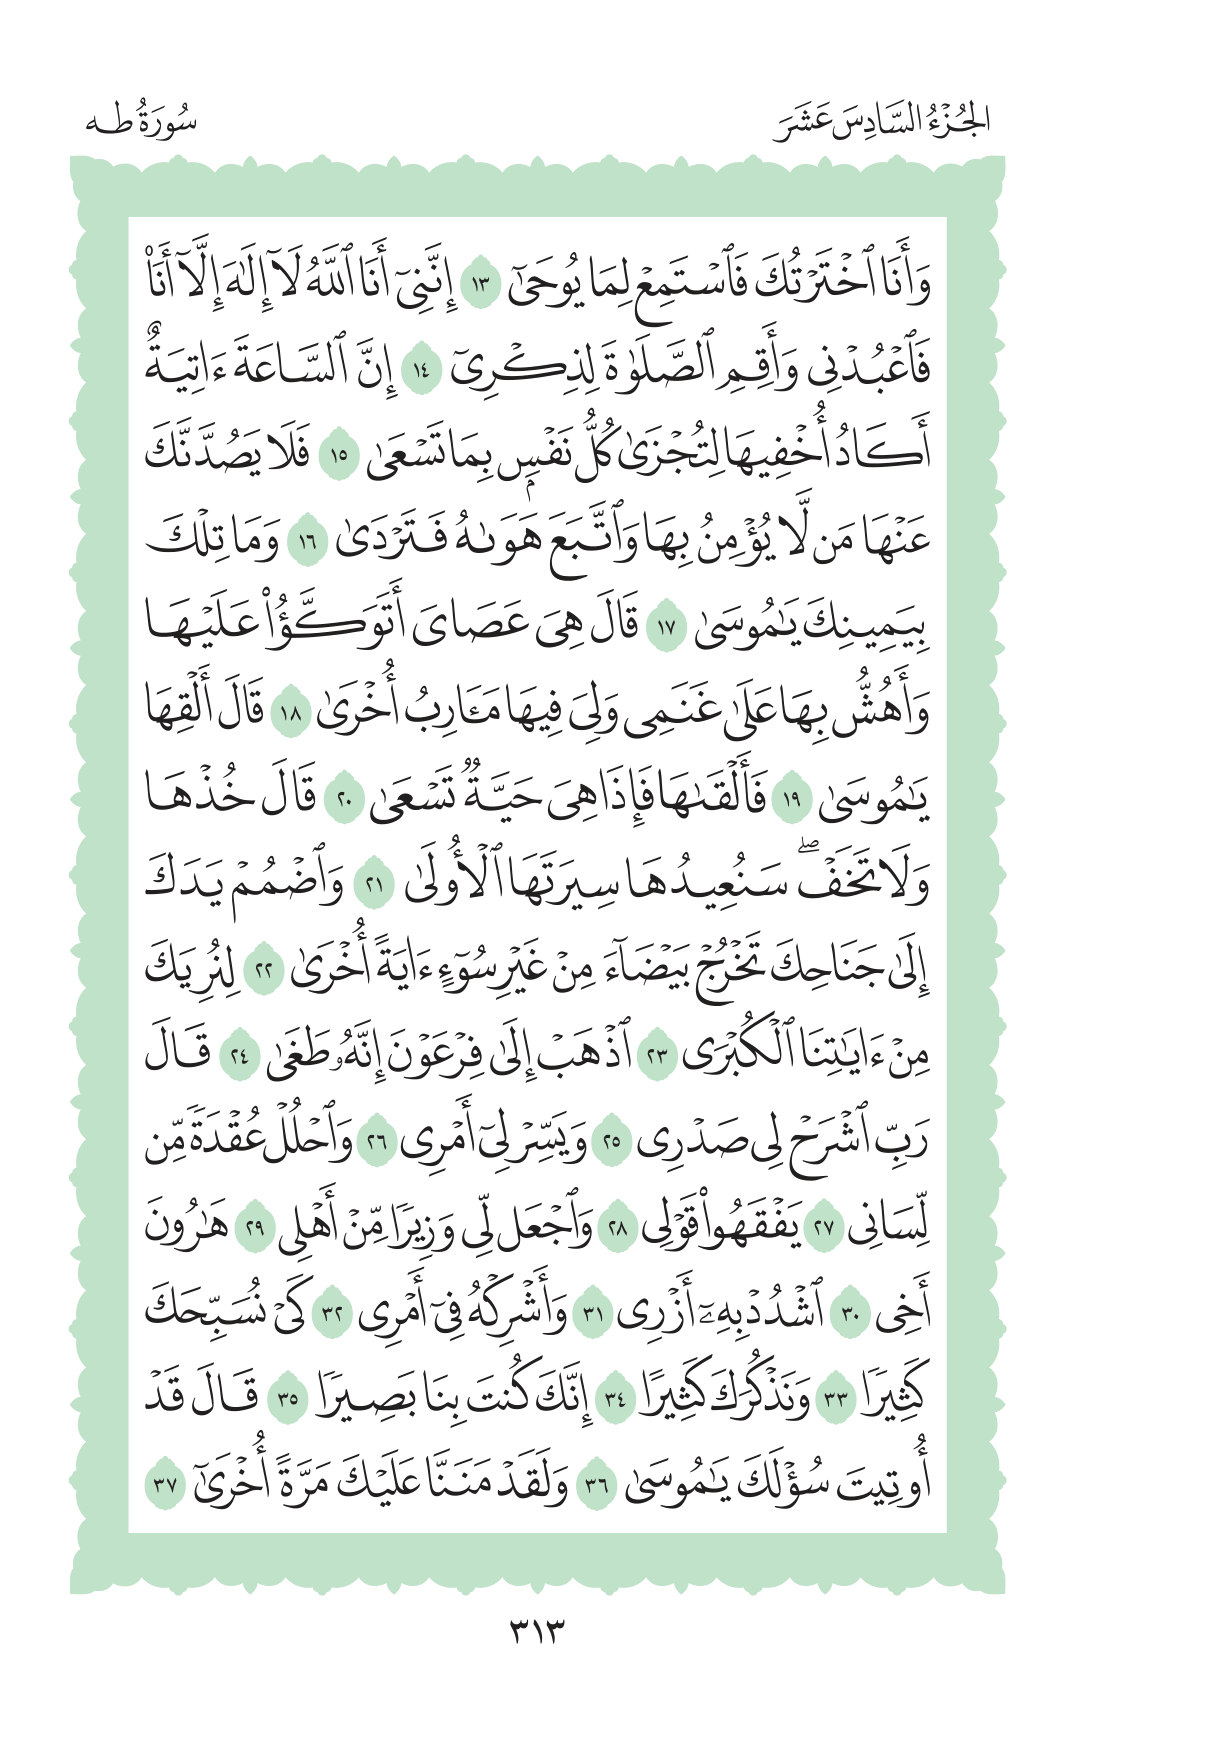 الجُزْءُ السَّادِسَ عَشَرَ
سُورَةُ طه
وَأَنَا ٱخْتَرْتُكَ فَٱسْتَمِعْ لِمَا يُوحَىٰٓ ١٣ إِنَّنِىٓ أَنَا ٱللَّهُ لَآ إِلَٰهَ إِلَّآ أَنَا۠
فَٱعْبُدْنِى وَأَقِمِ ٱلصَّلَوٰةَ لِذِكْرِىٓ ١٤ إِنَّ ٱلسَّاعَةَ ءَاتِيَةٌ
أَكَادُ أُخْفِيهَا لِتُجْزَىٰ كُلُّ نَفْسٍۭ بِمَا تَسْعَىٰ ١٥ فَلَا يَصُدَّنَّكَ
عَنْهَا مَن لَّا يُؤْمِنُ بِهَا وَٱتَّبَعَ هَوَىٰهُ فَتَرْدَىٰ ١٦ وَمَا تِلْكَ
بِيَمِينِكَ يَٰمُوسَىٰ ١٧ قَالَ هِىَ عَصَاىَ أَتَوَكَّؤُا۟ عَلَيْهَا
وَأَهُشُّ بِهَا عَلَىٰ غَنَمِى وَلِىَ فِيهَا مَـَٔارِبُ أُخْرَىٰ ١٨ قَالَ أَلْقِهَا
يَٰمُوسَىٰ ١٩ فَأَلْقَىٰهَا فَإِذَا هِىَ حَيَّةٌ تَسْعَىٰ ٢٠ قَالَ خُذْهَا
وَلَا تَخَفْ ۖ سَنُعِيدُهَا سِيرَتَهَا ٱلْأُولَىٰ ٢١ وَٱضْمُمْ يَدَكَ
إِلَىٰ جَنَاحِكَ تَخْرُجْ بَيْضَآءَ مِنْ غَيْرِ سُوٓءٍ ءَايَةً أُخْرَىٰ ٢٢ لِنُرِيَكَ
مِنْ ءَايَٰتِنَا ٱلْكُبْرَى ٢٣ ٱذْهَبْ إِلَىٰ فِرْعَوْنَ إِنَّهُۥ طَغَىٰ ٢٤ قَالَ
رَبِّ ٱشْرَحْ لِى صَدْرِى ٢٥ وَيَسِّرْ لِىٓ أَمْرِى ٢٦ وَٱحْلُلْ عُقْدَةً مِّن
لِّسَانِى ٢٧ يَفْقَهُوا۟ قَوْلِى ٢٨ وَٱجْعَل لِّى وَزِيرًا مِّنْ أَهْلِى ٢٩ هَٰرُونَ
أَخِى ٣٠ ٱشْدُدْ بِهِۦٓ أَزْرِى ٣١ وَأَشْرِكْهُ فِىٓ أَمْرِى ٣٢ كَىْ نُسَبِّحَكَ
كَثِيرًا ٣٣ وَنَذْكُرَكَ كَثِيرًا ٣٤ إِنَّكَ كُنتَ بِنَا بَصِيرًا ٣٥ قَالَ قَدْ
أُوتِيتَ سُؤْلَكَ يَٰمُوسَىٰ ٣٦ وَلَقَدْ مَنَنَّا عَلَيْكَ مَرَّةً أُخْرَىٰٓ ٣٧
٣١٣